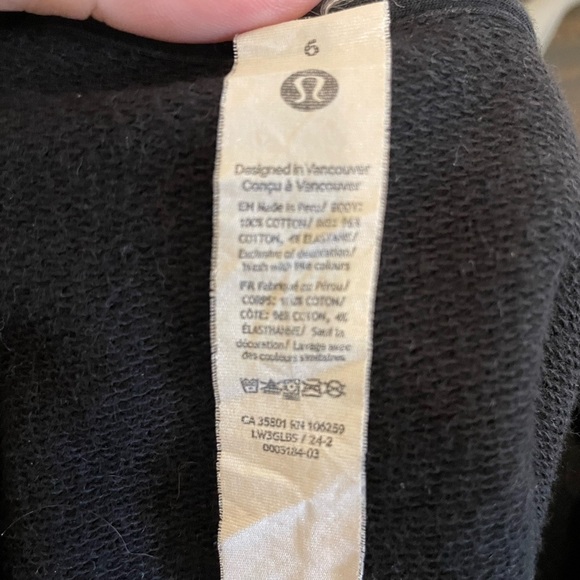 6
Designed in Vancouver
Conçu à Vancouver
EN Made in Peru/ BODY:
100% COTTON/ RIB: 96%
COTTON, 4% ELASTANE/
Exclusive of decoration/
Wash with like colours
FR Fabriqué au Pérou/
CORPS: 100% COTON/
CÔTE: 96% COTON, 4%
ÉLASTHANNE/ Sauf la
décoration/ Lavage avec
des couleurs similaires
CA 35801 RN 106259
LW3GLBS / 24-2
0005184-03